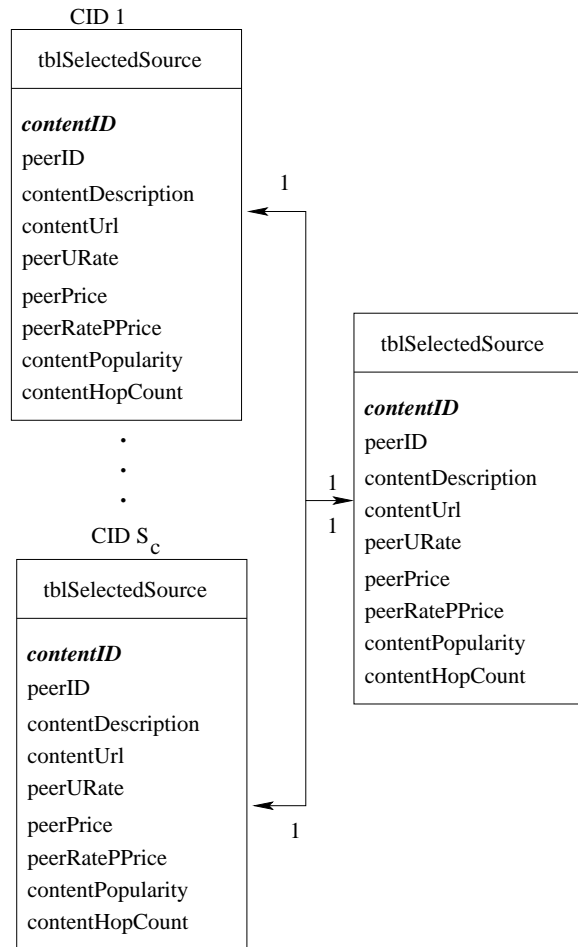 CID 1
tblSelectedSource
contentID
peerID
contentDescription
contentUrl
peerURate
peerPrice
peerRatePPrice
contentPopularity
contentHopCount
1
tblSelectedSource
contentID
peerID
contentDescription
contentUrl
peerURate
peerPrice
peerRatePPrice
contentPopularity
contentHopCount
1
1
CID Sc
tblSelectedSource
contentID
peerID
contentDescription
contentUrl
peerURate
peerPrice
peerRatePPrice
contentPopularity
contentHopCount
1